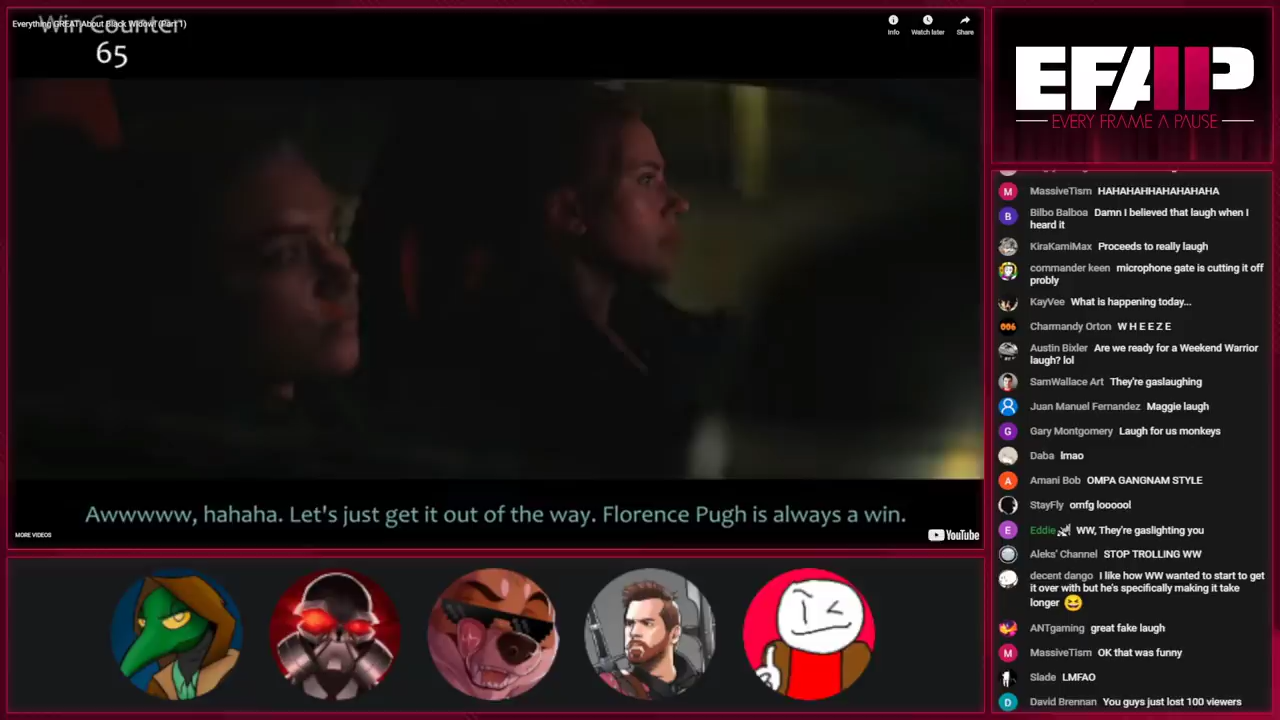 Everything GREAT About Black Widow! (Part 1)
Win Counter
65
Info
Watch later
Share
Awwwww, hahaha. Let's just get it out of the way. Florence Pugh is always a win.
MORE VIDEOS
YouTube
EFAP
EVERY FRAME A PAUSE
MassiveTism HAHAHAHHAHAHAHAHA
Bilbo Balboa Damn I believed that laugh when I
heard it
KiraKamiMax Proceeds to really laugh
commander keen microphone gate is cutting it off
probly
KayVee What is happening today...
006
Charmandy Orton W H E E Z E
Austin Bixler Are we ready for a Weekend Warrior
laugh? lol
SamWallace Art They're gaslaughing
Juan Manuel Fernandez Maggie laugh
Gary Montgomery Laugh for us monkeys
Daba lmao
Amani Bob OMPA GANGNAM STYLE
StayFly omfg loooool
Eddie WW, They're gaslighting you
Aleks' Channel STOP TROLLING WW
decent dango I like how WW wanted to start to get
it over with but he's specifically making it take
longer
ANTgaming great fake laugh
MassiveTism OK that was funny
Slade LMFAO
David Brennan You guys just lost 100 viewers